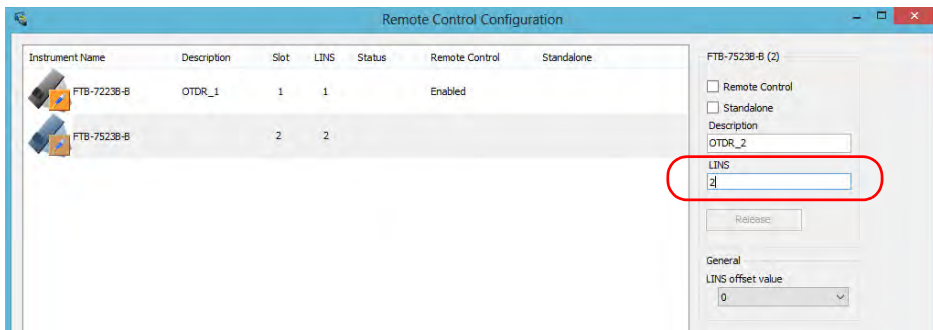 Remote Control Configuration
Instrument Name Description Slot LINS Status Remote Control Standalone
FTB-7223B-B OTDR_1 1 1 Enabled
FTB-7523B-B 2 2
FTB-7523B-B (2)
Remote Control
Standalone
Description
OTDR_2
LINS
2
Release
General
LINS offset value
0